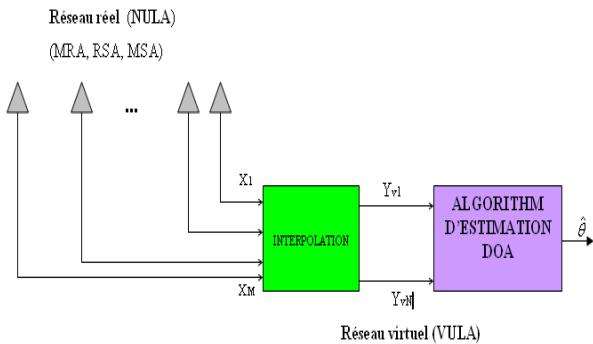 Réseau réel (NULA)
(MRA, RSA, MSA)
...
X1
Yv1
ALGORITHM
D'ESTIMATION
DOA
θ̂
INTERPOLATION
XM
YvN
Réseau virtuel (VULA)